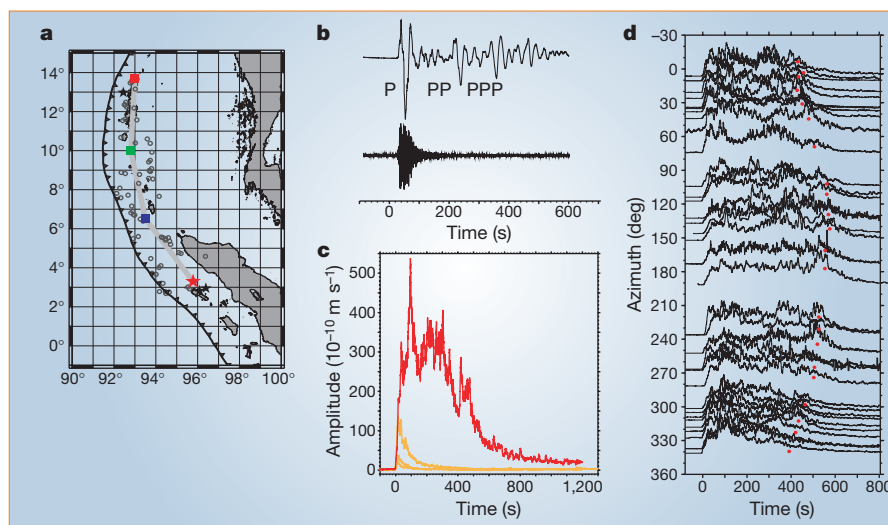 a
14°
12°
10°
8°
6°
4°
2°
0°
90° 92° 94° 96° 98° 100°
b
P PP PPP
0 200 400 600
Time (s)
c
Amplitude (10⁻¹⁰ m s⁻¹)
500
400
300
200
100
0
0 400 800 1,200
Time (s)
d
Azimuth (deg)
–30
0
30
60
90
120
150
180
210
240
270
300
330
360
0 200 400 600 800
Time (s)